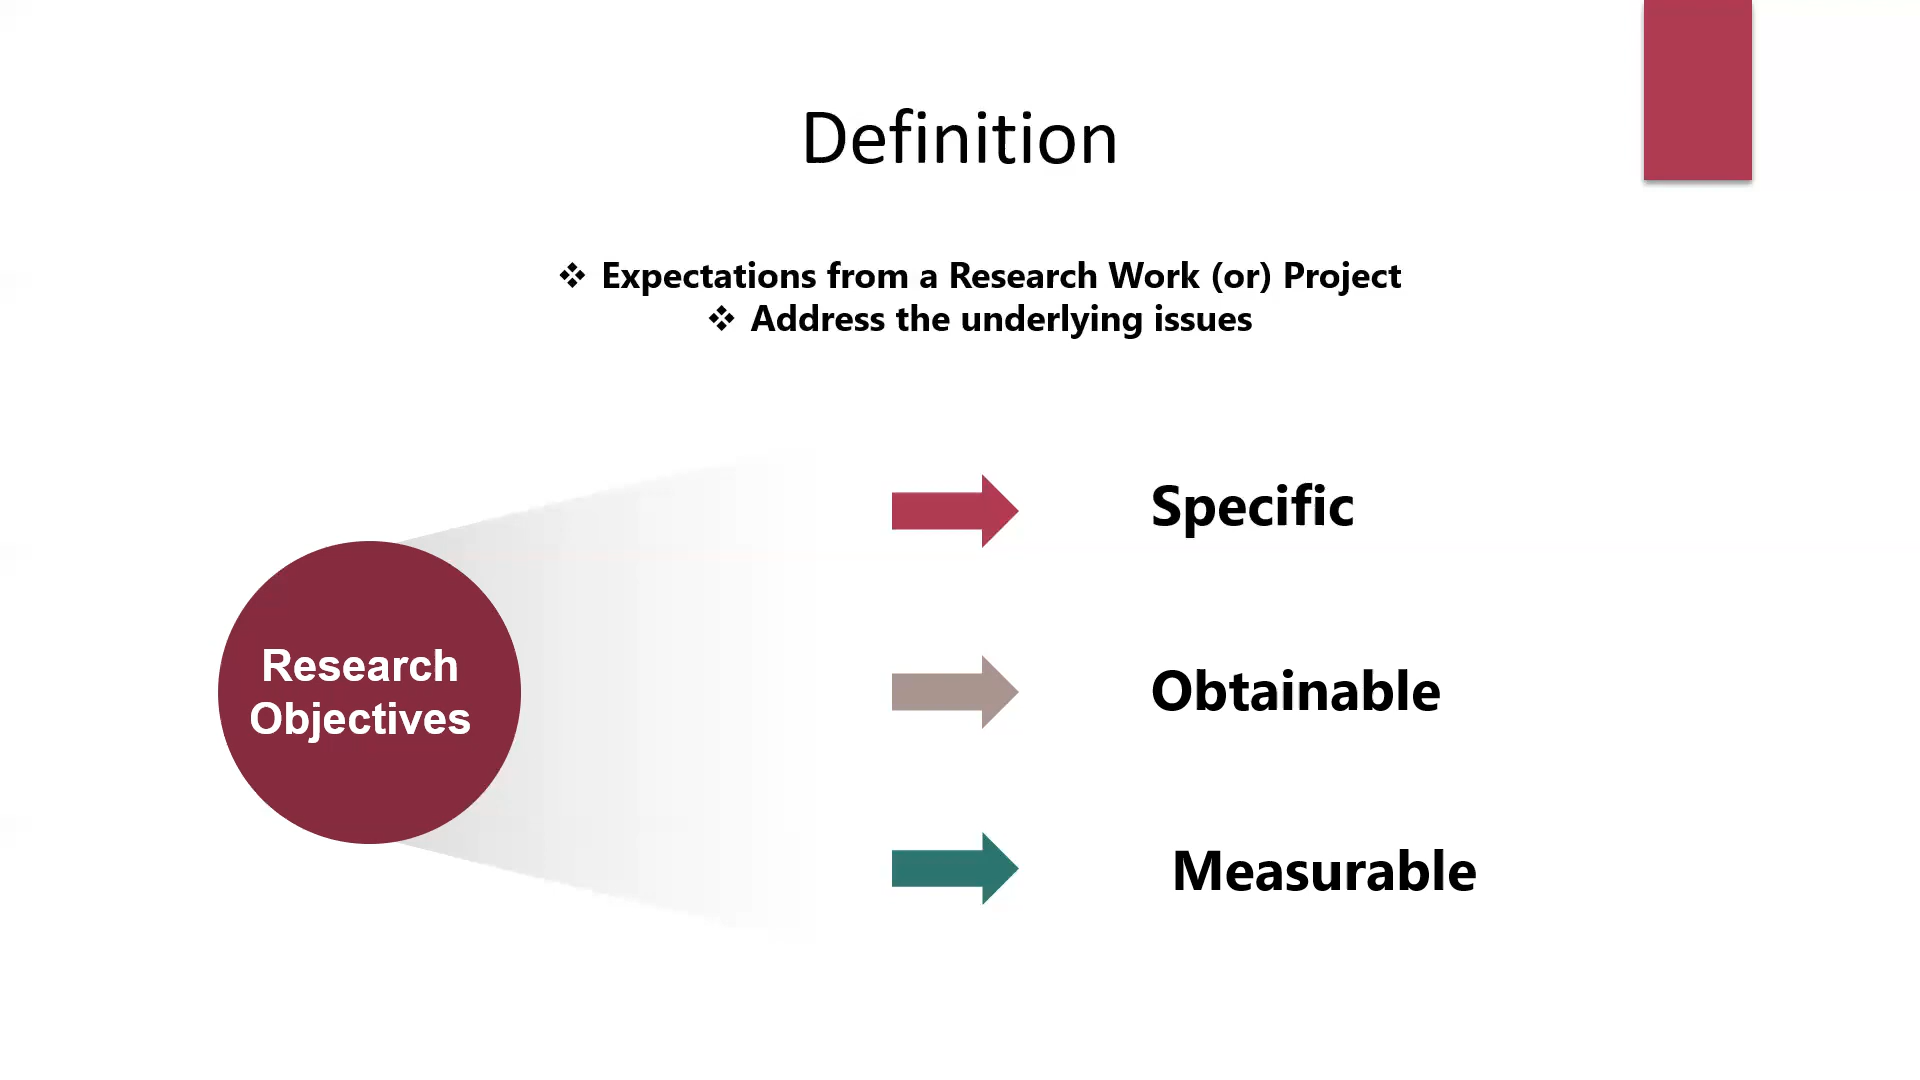 Definition
❖ Expectations from a Research Work (or) Project
❖ Address the underlying issues
Research
Objectives
Specific
Obtainable
Measurable